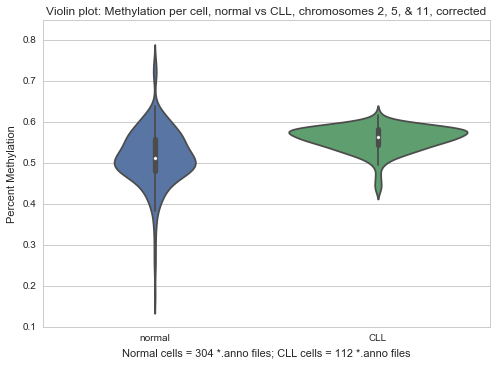 Violin plot: Methylation per cell, normal vs CLL, chromosomes 2, 5, & 11, corrected
0.8
0.7
0.6
0.5
0.4
0.3
0.2
0.1
Percent Methylation
normal
CLL
Normal cells = 304 *.anno files; CLL cells = 112 *.anno files